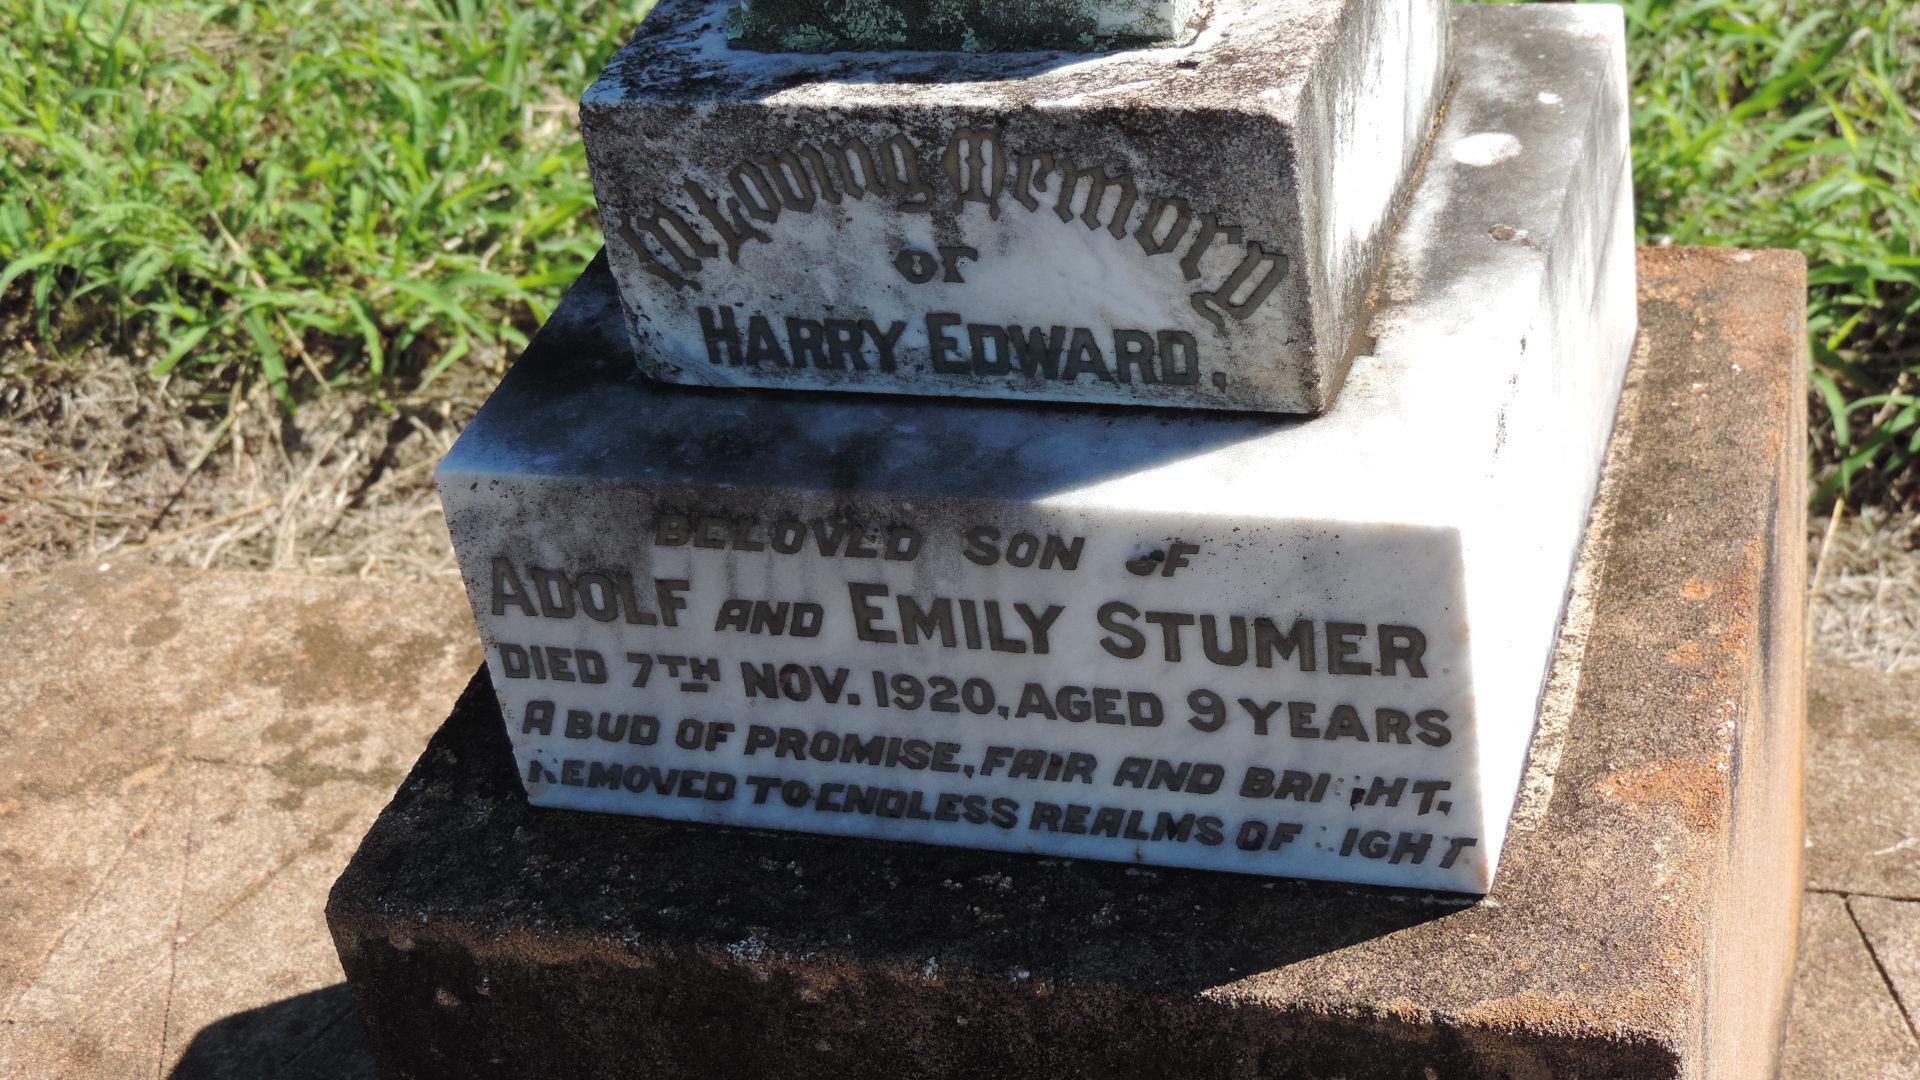 In Loving Memory
OF
HARRY EDWARD,
BELOVED SON OF
ADOLF AND EMILY STUMER
DIED 7TH NOV. 1920, AGED 9 YEARS
A BUD OF PROMISE, FAIR AND BRIGHT,
REMOVED TO ENDLESS REALMS OF LIGHT